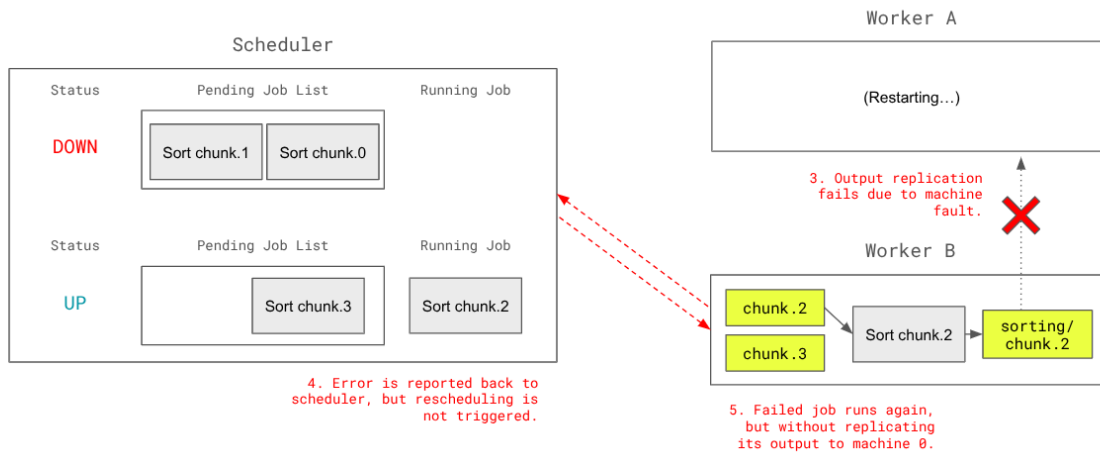 Scheduler
Status
Pending Job List
Running Job
DOWN
Sort chunk.1
Sort chunk.0
Status
Pending Job List
Running Job
UP
Sort chunk.3
Sort chunk.2
4. Error is reported back to
scheduler, but rescheduling is
not triggered.
Worker A
(Restarting…)
3. Output replication
fails due to machine
fault.
Worker B
chunk.2
chunk.3
Sort chunk.2
sorting/
chunk.2
5. Failed job runs again,
but without replicating
its output to machine 0.